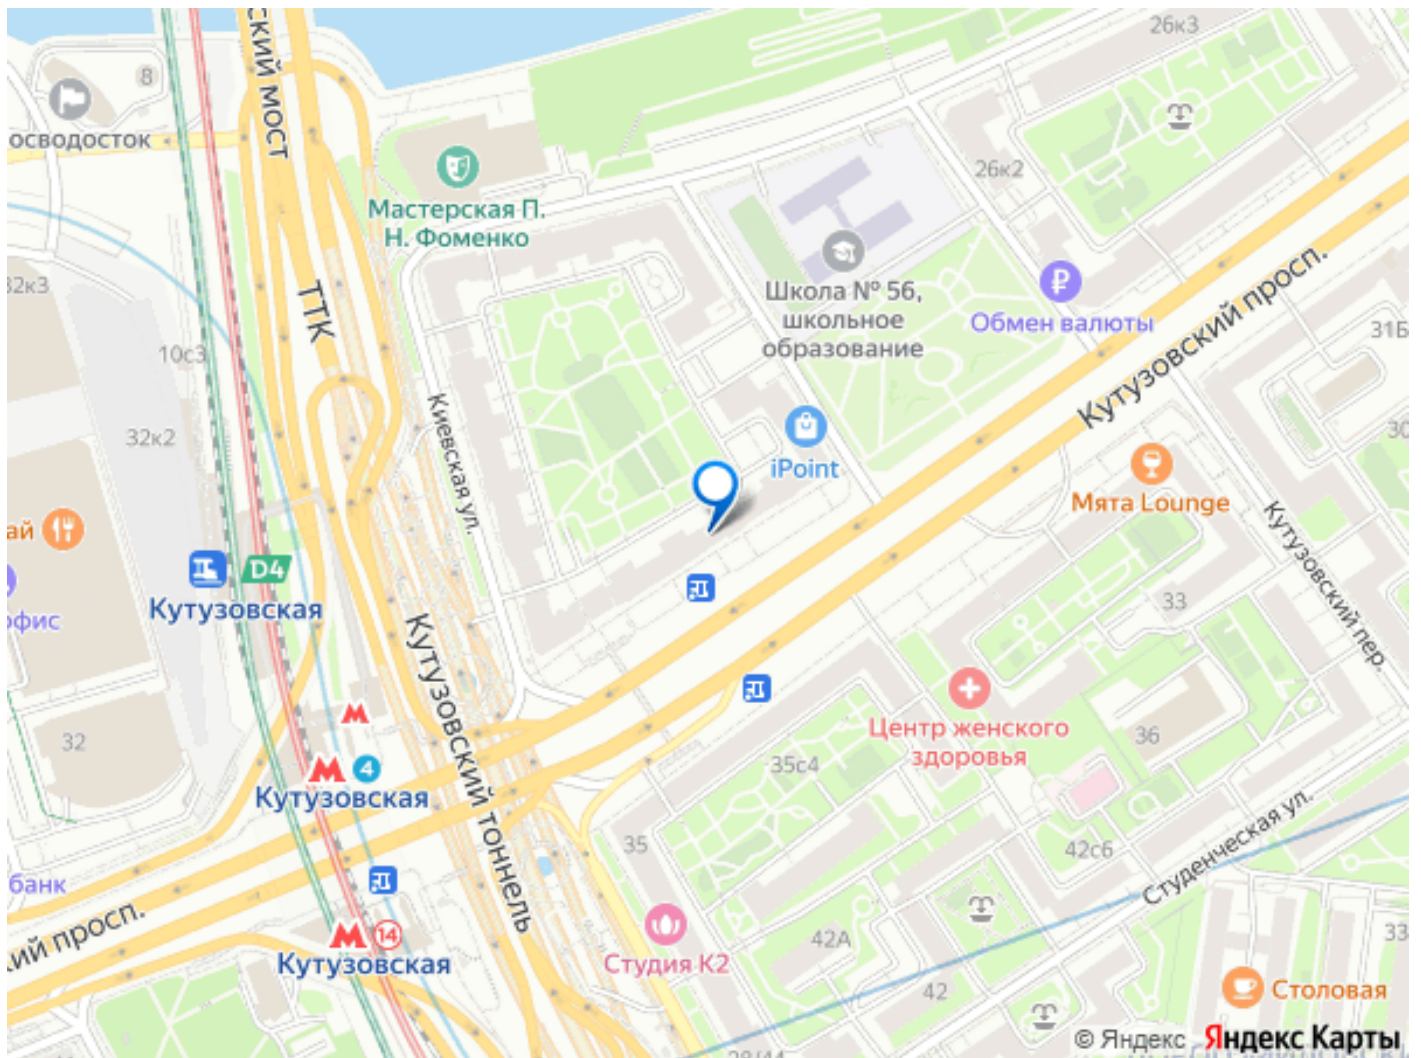 ский мост
26к3
8
осводосток
Мастерская П.
Н. Фоменко
26к2
32к3
ТТК
Школа № 56,
школьное
образование
₽
Обмен валюты
Кутузовский просп.
31Б
10с3
32к2
Киевская ул.
iPoint
Мята Lounge
30
ай
D4
Кутузовская
офис
Кутузовский тоннель
Кутузовский пер.
33
Центр женского
здоровья
36
32
4
Кутузовская
35с4
35
42с6
Студенческая ул.
банк
кий просп.
14
Кутузовская
Студия К2
42А
42
33
Столовая
28/44
© Яндекс Яндекс Карты